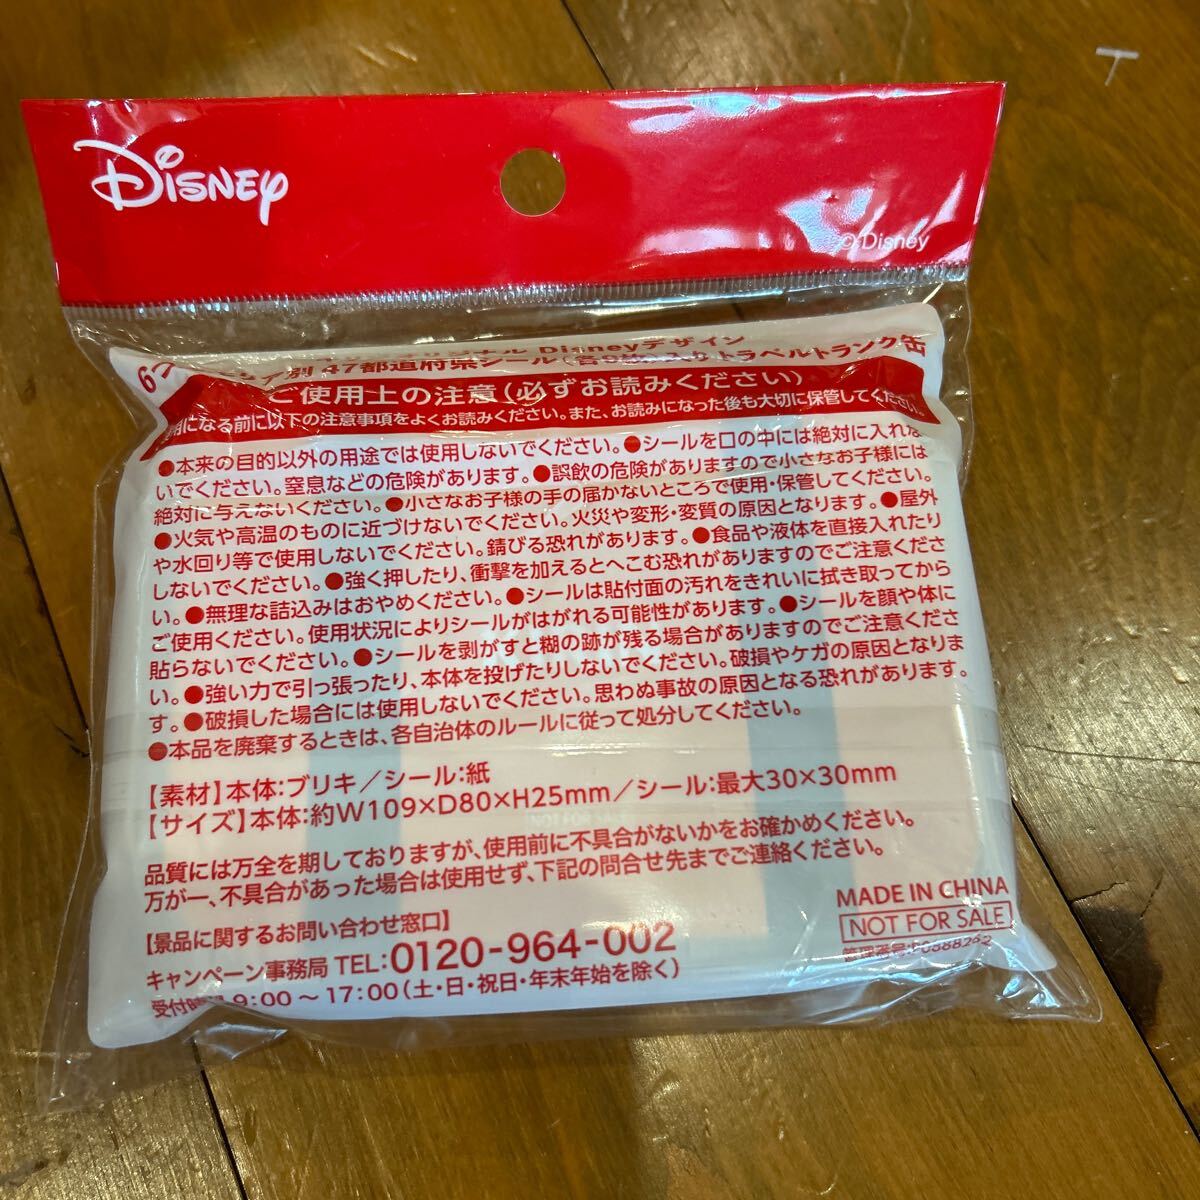 Disney
© Disney
Disneyデザイン
47都道府県シール(各9枚)入りトラベルトランク缶
ご使用上の注意(必ずお読みください)
用になる前に以下の注意事項をよくお読みください。また、お読みになった後も大切に保管してください。
●本来の目的以外の用途では使用しないでください。●シールを口の中には絶対に入れな
いでください。窒息などの危険があります。●誤飲の危険がありますので小さなお子様には
絶対に与えないください。●小さなお子様の手の届かないところで使用・保管してください。
●火気や高温のものに近づけないでください。火災や変形・変質の原因となります。●屋外
や水回り等で使用しないでください。錆びる恐れがあります。●食品や液体を直接入れたり
しないでください。●強く押したり、衝撃を加えるとへこむ恐れがありますのでご注意くださ
い。●無理な詰込みはおやめください。●シールは貼付面の汚れをきれいに拭き取ってから
ご使用ください。使用状況によりシールがはがれる可能性があります。●シールを顔や体に
貼らないでください。●シールを剥がすと糊の跡が残る場合がありますのでご注意くださ
い。●強い力で引っ張ったり、本体を投げたりしないでください。破損やケガの原因となりま
す。●破損した場合には使用しないでください。思わぬ事故の原因となる恐れがあります。
●本品を廃棄するときは、各自治体のルールに従って処分してください。
【素材】本体:ブリキ/シール:紙
【サイズ】本体:約W109×D80×H25mm/シール:最大30×30mm
品質には万全を期しておりますが、使用前に不具合がないかをお確かめください。
万が一、不具合があった場合は使用せず、下記の問合せ先までご連絡ください。
【景品に関するお問い合わせ窓口】
キャンペーン事務局 TEL:0120-964-002
受付時間 9:00〜17:00(土・日・祝日・年末年始を除く)
MADE IN CHINA
NOT FOR SALE
管理番号:
NOT FOR SALE